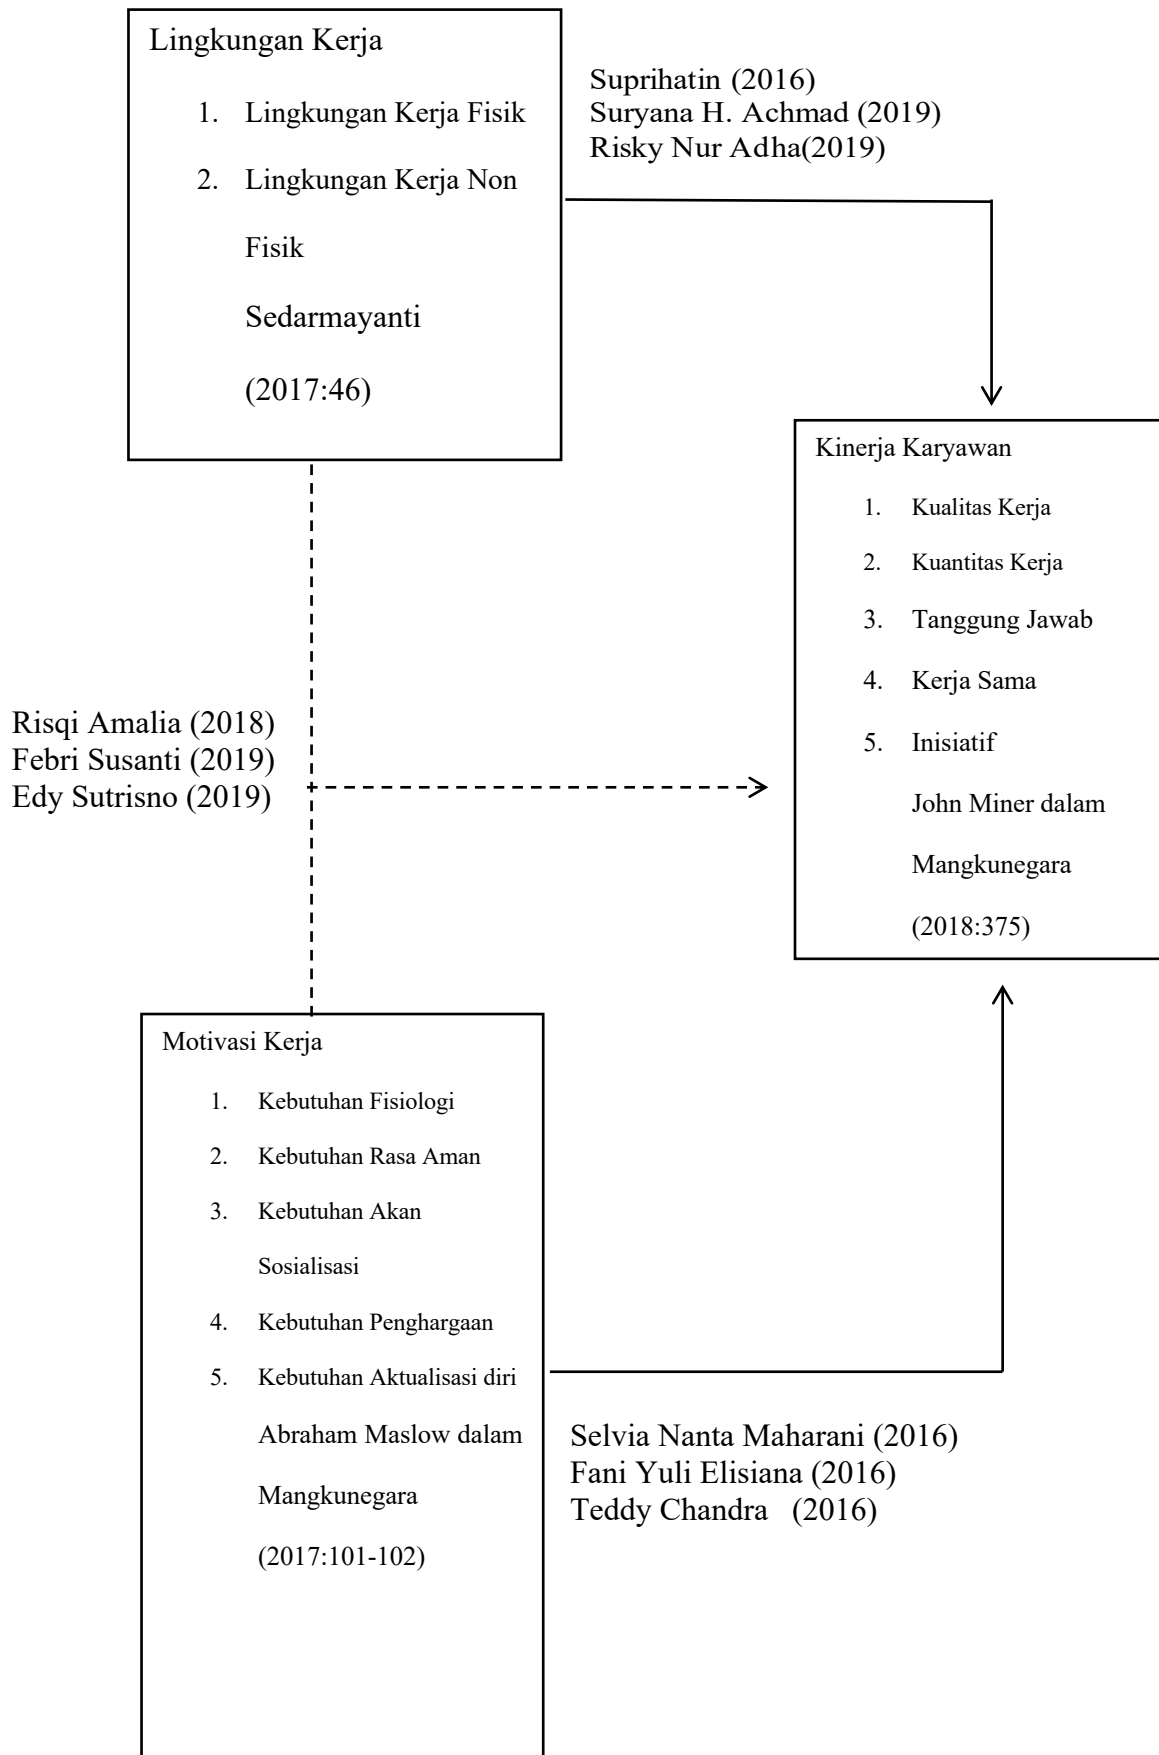 Lingkungan Kerja
1. Lingkungan Kerja Fisik
2. Lingkungan Kerja Non
Fisik
Sedarmayanti
(2017:46)
Suprihatin (2016)
Suryana H. Achmad (2019)
Risky Nur Adha(2019)
Kinerja Karyawan
1. Kualitas Kerja
2. Kuantitas Kerja
3. Tanggung Jawab
4. Kerja Sama
5. Inisiatif
John Miner dalam
Mangkunegara
(2018:375)
Risqi Amalia (2018)
Febri Susanti (2019)
Edy Sutrisno (2019)
Motivasi Kerja
1. Kebutuhan Fisiologi
2. Kebutuhan Rasa Aman
3. Kebutuhan Akan
Sosialisasi
4. Kebutuhan Penghargaan
5. Kebutuhan Aktualisasi diri
Abraham Maslow dalam
Mangkunegara
(2017:101-102)
Selvia Nanta Maharani (2016)
Fani Yuli Elisiana (2016)
Teddy Chandra (2016)